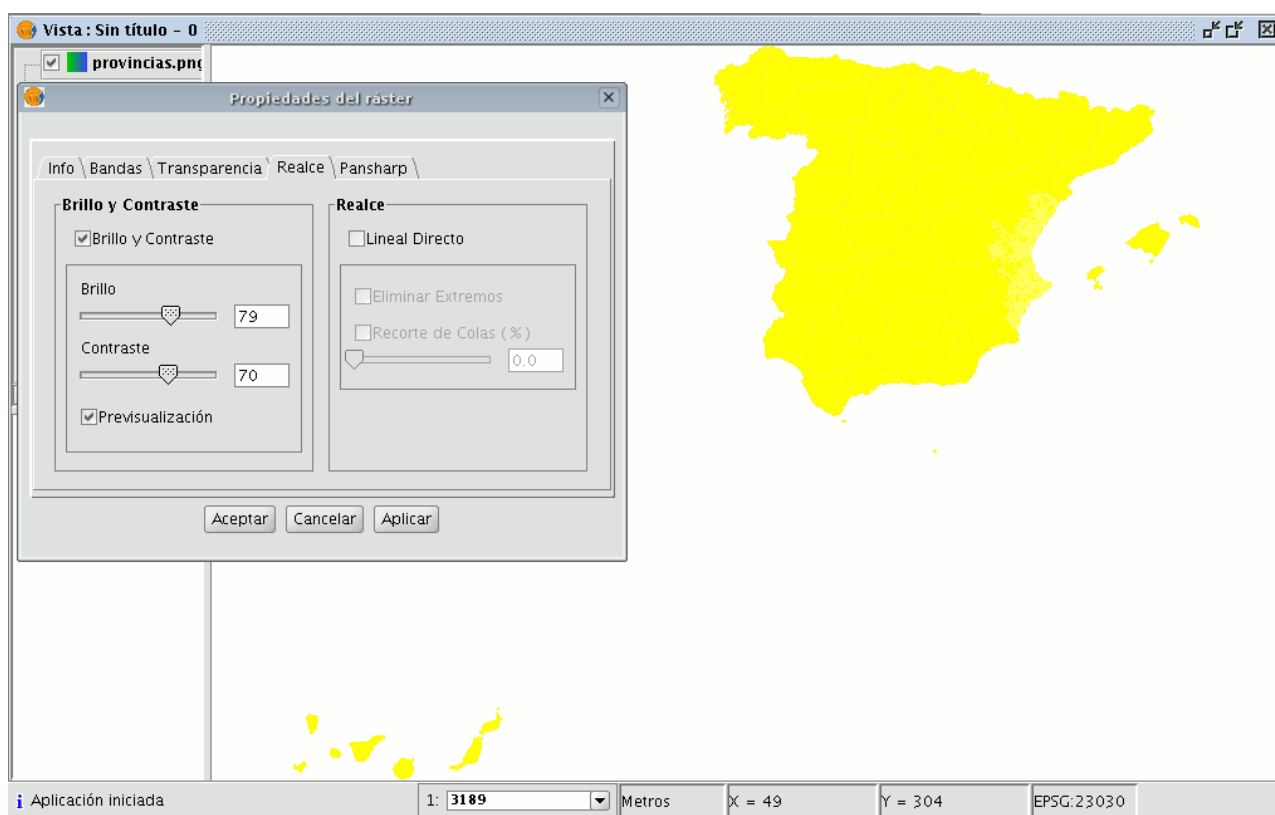 Vista : Sin título - 0
provincias.png
Propiedades del ráster
Info Bandas Transparencia Realce Pansharp
Brillo y Contraste
Brillo y Contraste
Brillo
79
Contraste
70
Previsualización
Realce
Lineal Directo
Eliminar Extremos
Recorte de Colas (%)
0.0
Aceptar Cancelar Aplicar
Aplicación iniciada 1: 3189 Metros X = 49 Y = 304 EPSG:23030